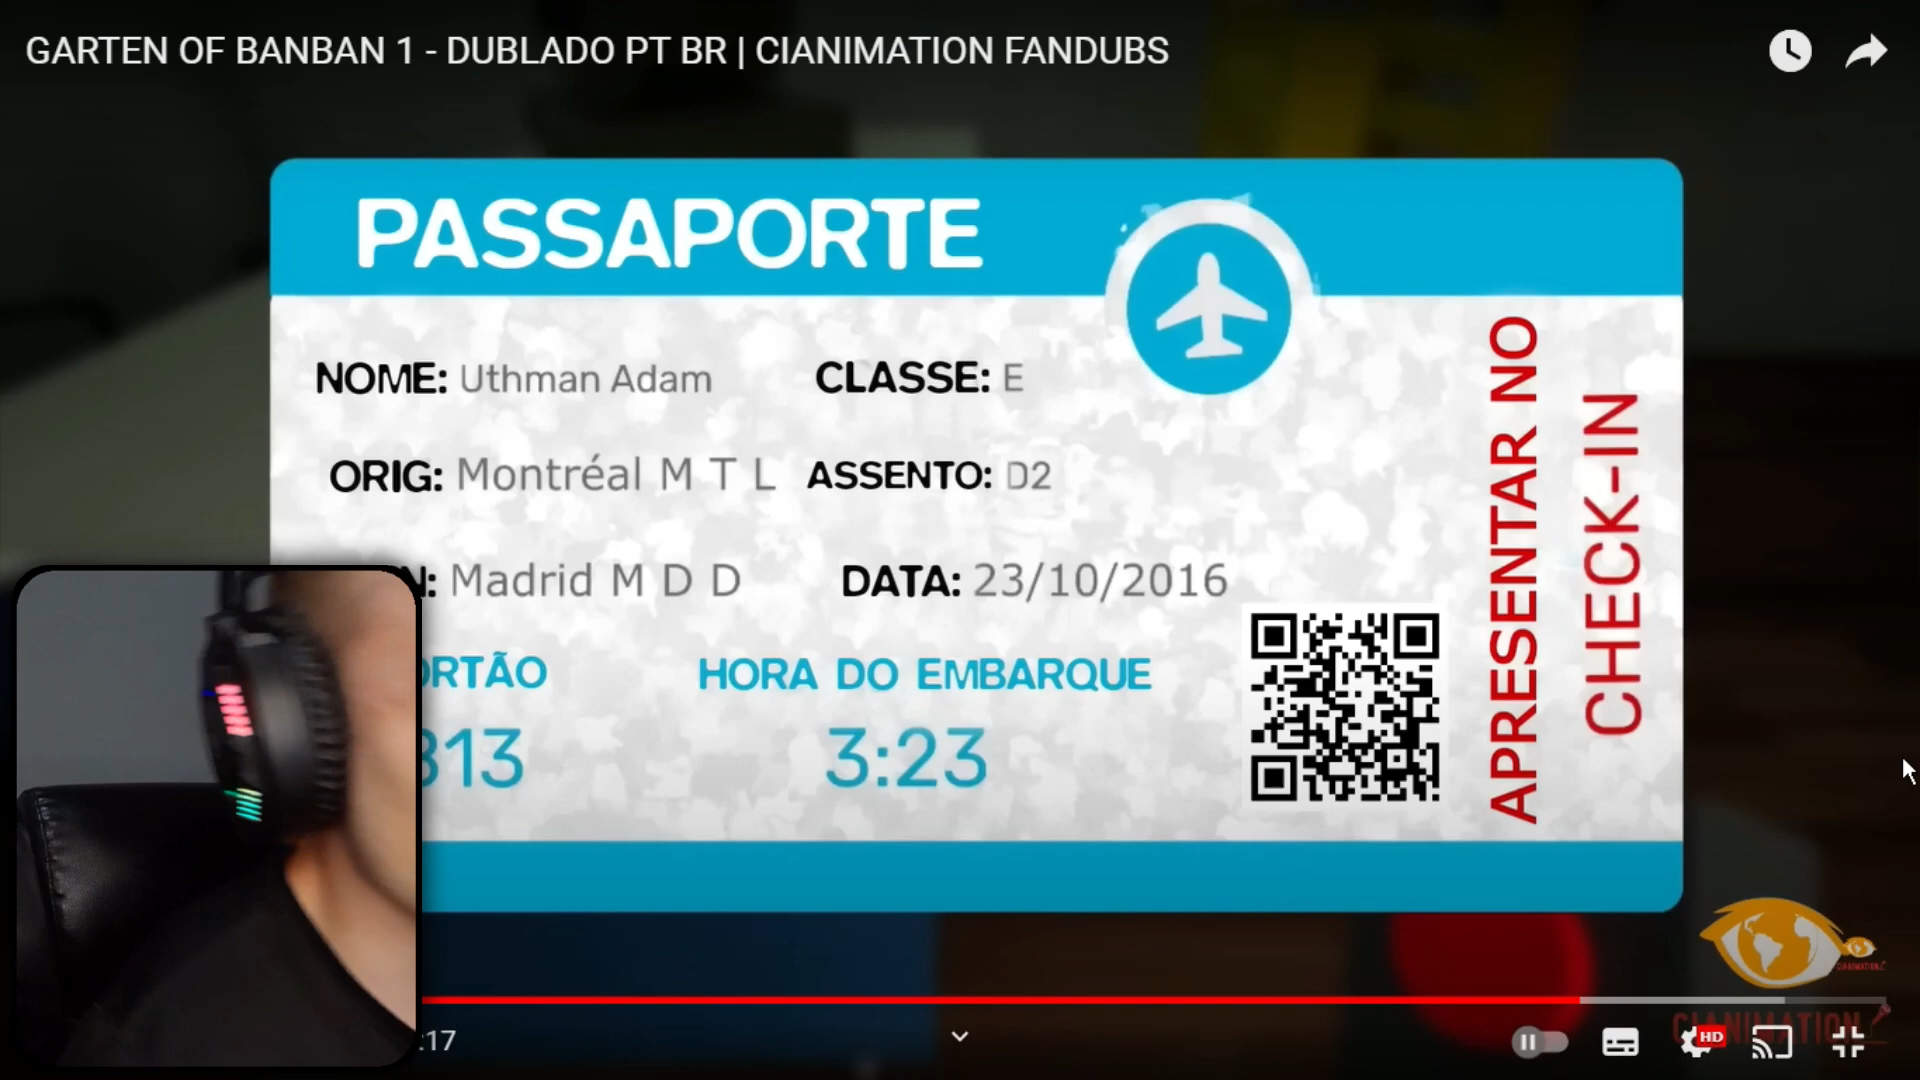 GARTEN OF BANBAN 1 - DUBLADO PT BR | CIANIMATION FANDUBS
PASSAPORTE
NOME: Uthman Adam CLASSE: E
ORIG: Montréal M T L ASSENTO: D2
N: Madrid M D D DATA: 23/10/2016
RTÃO HORA DO EMBARQUE
313 3:23
APRESENTAR NO
CHECK-IN
CIANIMATION
:17
HD